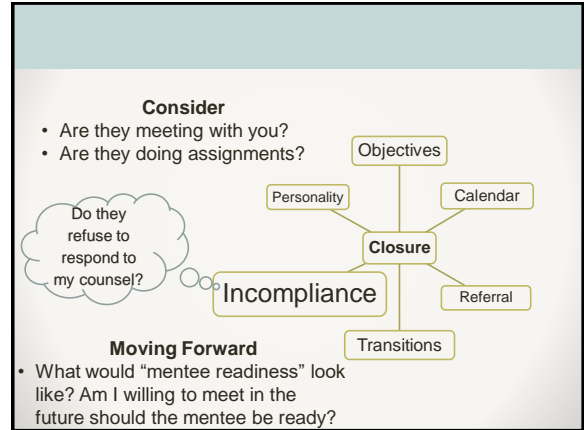 Consider
• Are they meeting with you?
• Are they doing assignments?
Do they
refuse to
respond to
my counsel?
Objectives
Personality
Calendar
Closure
Incompliance
Referral
Transitions
Moving Forward
• What would “mentee readiness” look
like? Am I willing to meet in the
future should the mentee be ready?